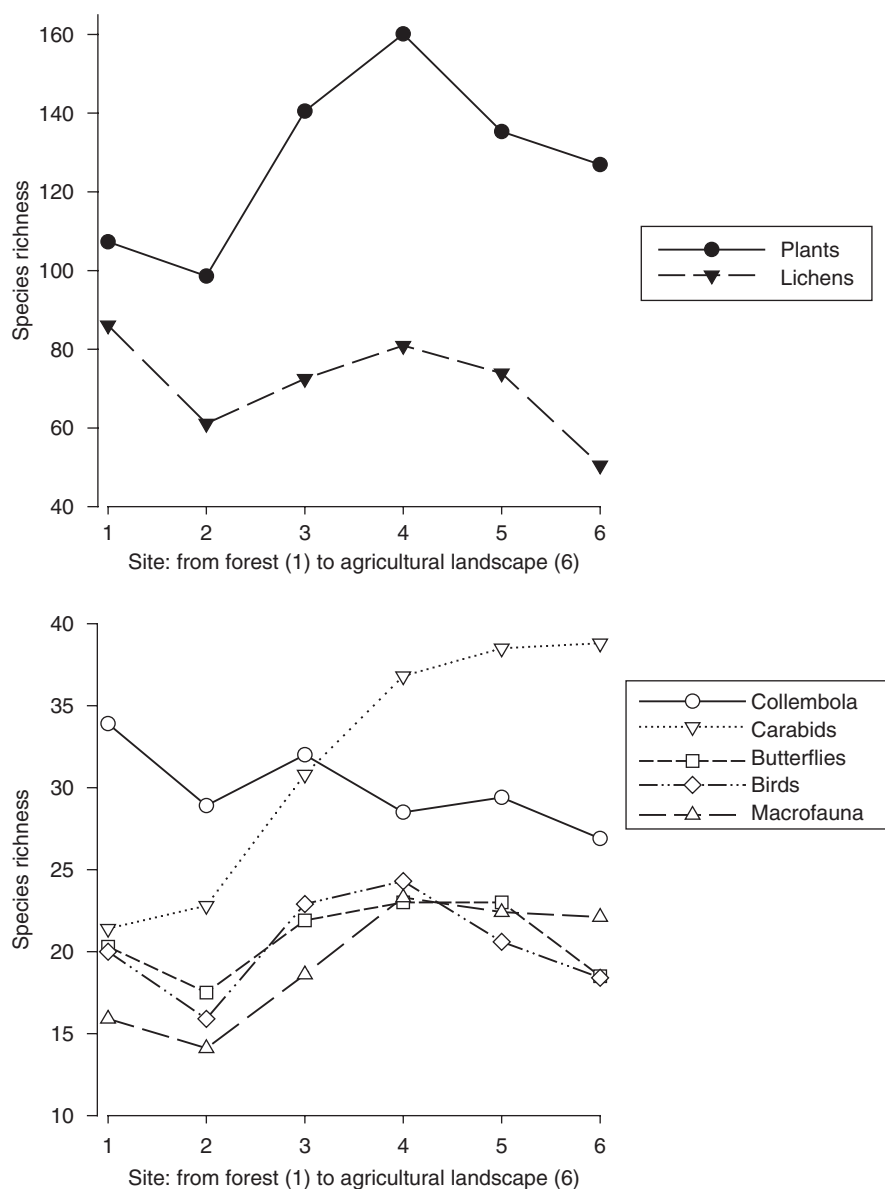 160
140
120
100
80
60
40
Species richness
1 2 3 4 5 6
Site: from forest (1) to agricultural landscape (6)
Plants
Lichens
40
35
30
25
20
15
10
Species richness
1 2 3 4 5 6
Site: from forest (1) to agricultural landscape (6)
Collembola
Carabids
Butterflies
Birds
Macrofauna